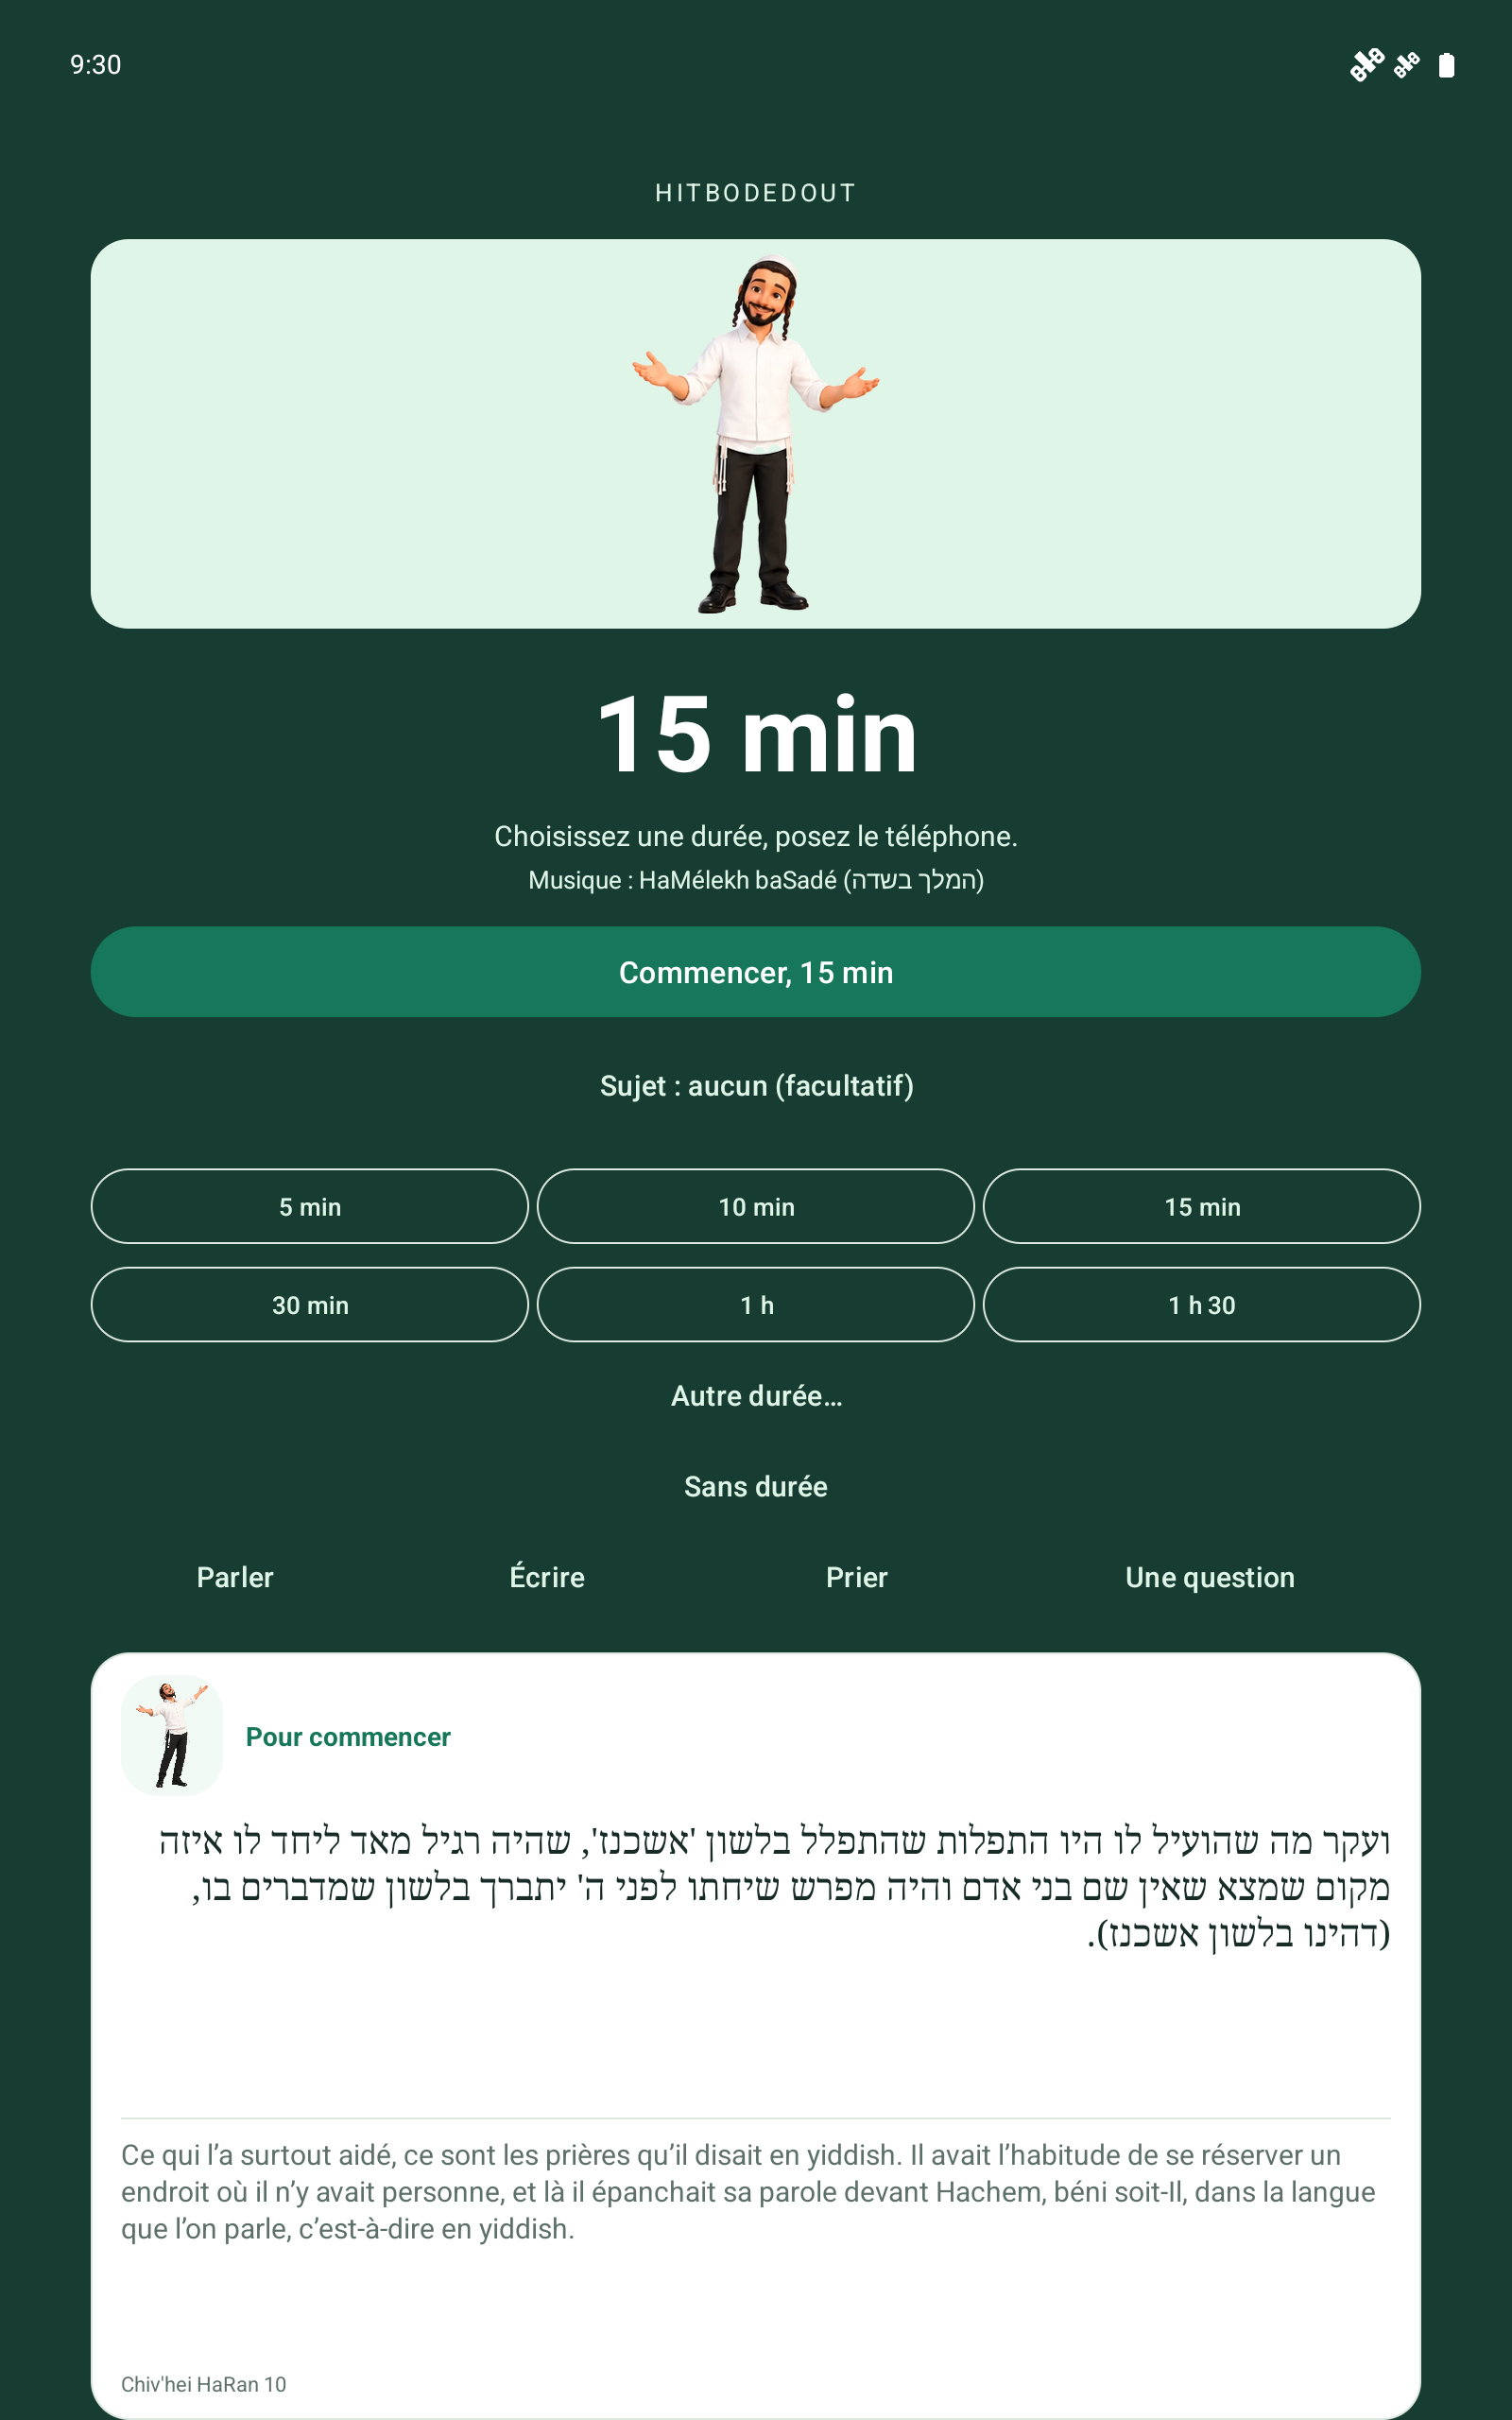 9:30
HITBODEDOUT
15 min
Choisissez une durée, posez le téléphone.
Musique : HaMélekh baSadé (המלך בשדה)
Commencer, 15 min
Sujet : aucun (facultatif)
5 min
10 min
15 min
30 min
1 h
1 h 30
Autre durée…
Sans durée
Parler
Écrire
Prier
Une question
Pour commencer
ועקר מה שהועיל לו היו התפלות שהתפלל בלשון 'אשכנז', שהיה רגיל מאד ליחד לו איזה
מקום שמצא שאין שם בני אדם והיה מפרש שיחתו לפני ה' יתברך בלשון שמדברים בו,
(דהינו בלשון אשכנז).
Ce qui l’a surtout aidé, ce sont les prières qu’il disait en yiddish. Il avait l’habitude de se réserver un
endroit où il n’y avait personne, et là il épanchait sa parole devant Hachem, béni soit-Il, dans la langue
que l’on parle, c’est-à-dire en yiddish.
Chiv'hei HaRan 10